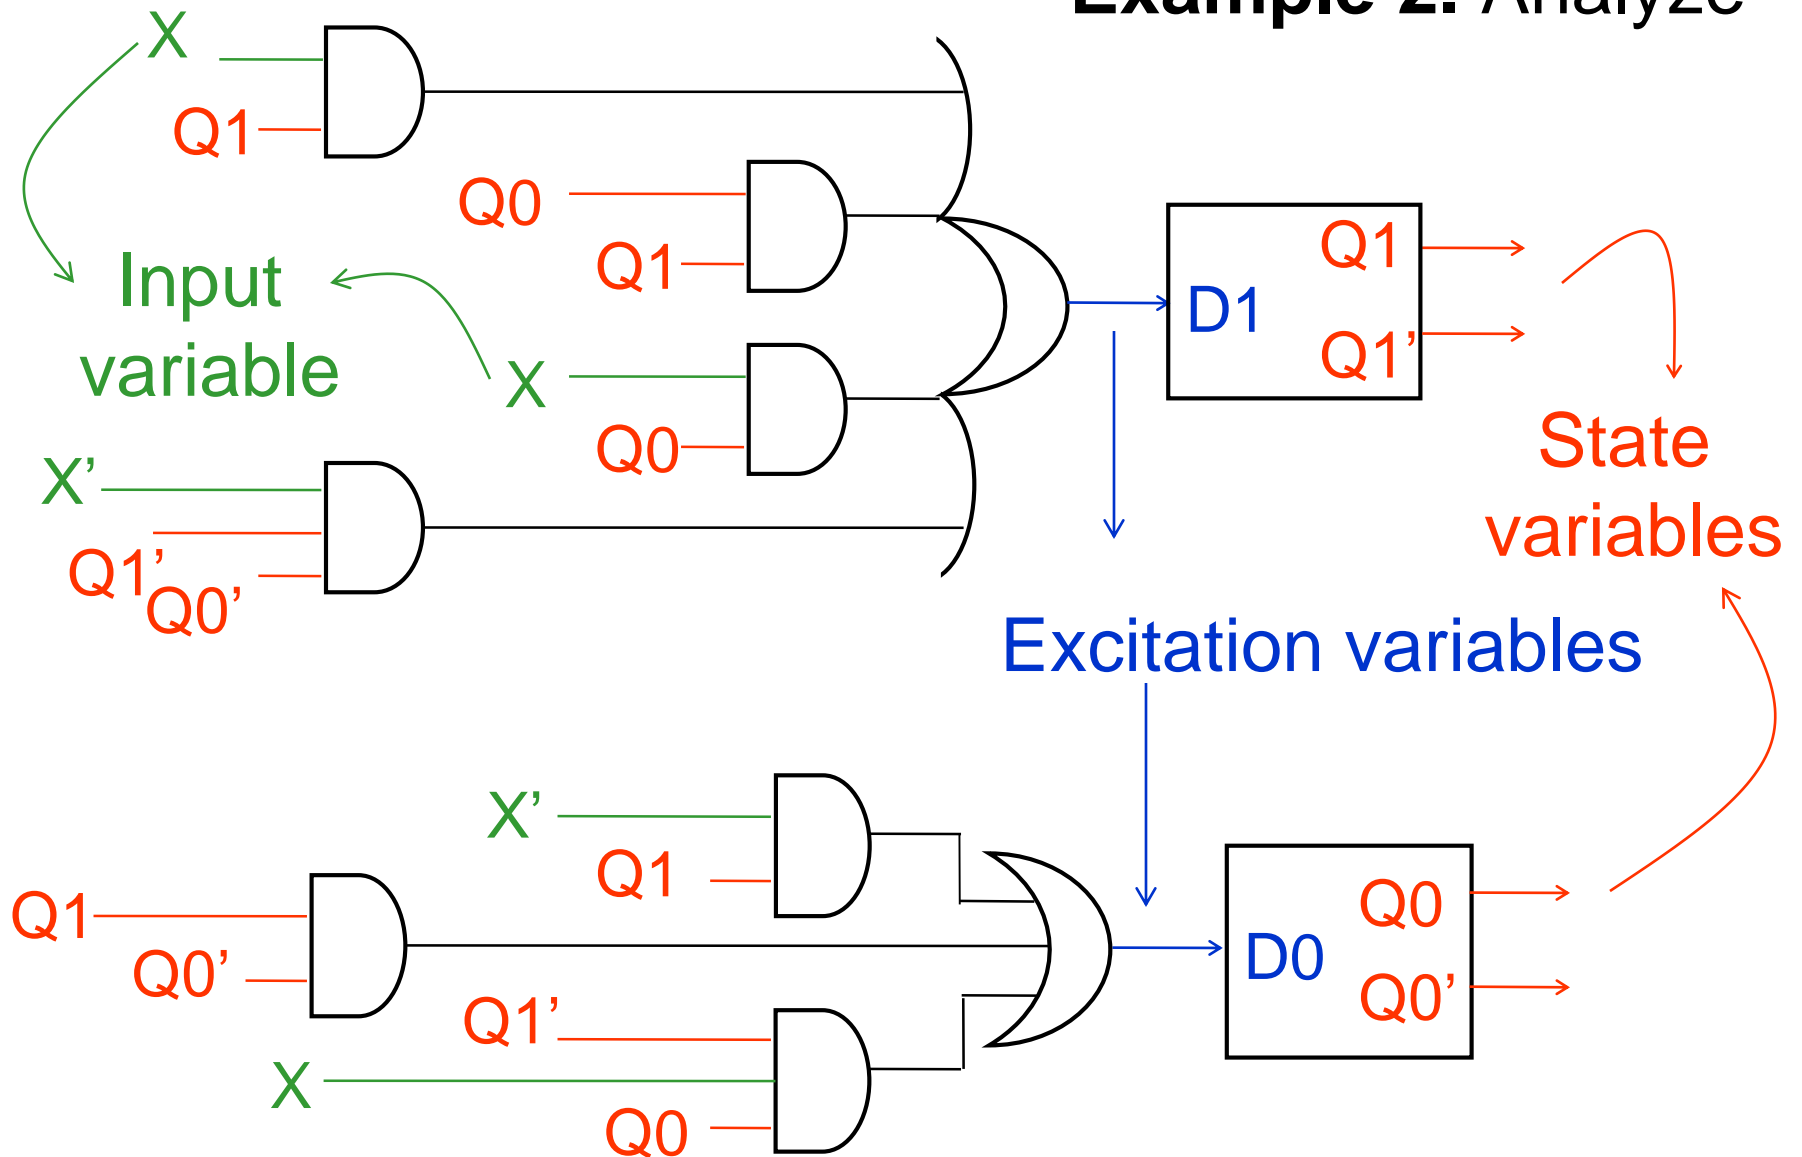 Example 2: Analyze
X
Q1
Q0
Q1
Input
variable
X
Q0
X’
Q1’
Q0’
D1
Q1
Q1’
State
variables
Excitation variables
X’
Q1
Q1
Q0’
Q1’
X
Q0
D0
Q0
Q0’